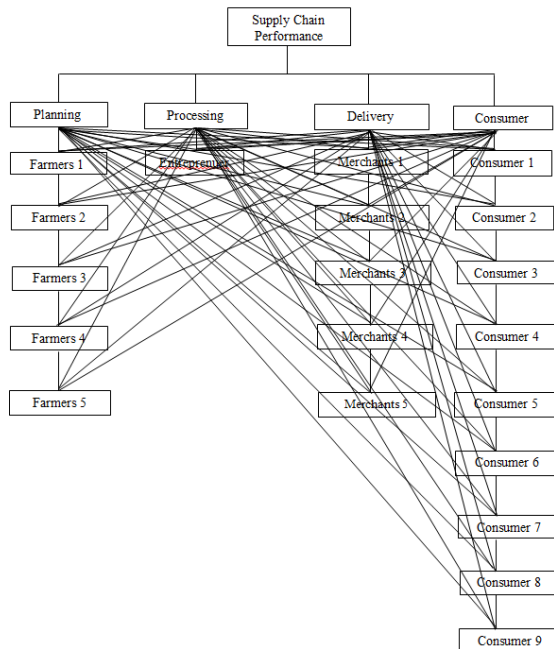 Supply Chain
Performance
Planning
Processing
Delivery
Consumer
Farmers 1
Entreprenuer
Merchants 1
Consumer 1
Farmers 2
Merchants 2
Consumer 2
Farmers 3
Merchants 3
Consumer 3
Farmers 4
Merchants 4
Consumer 4
Farmers 5
Merchants 5
Consumer 5
Consumer 6
Consumer 7
Consumer 8
Consumer 9